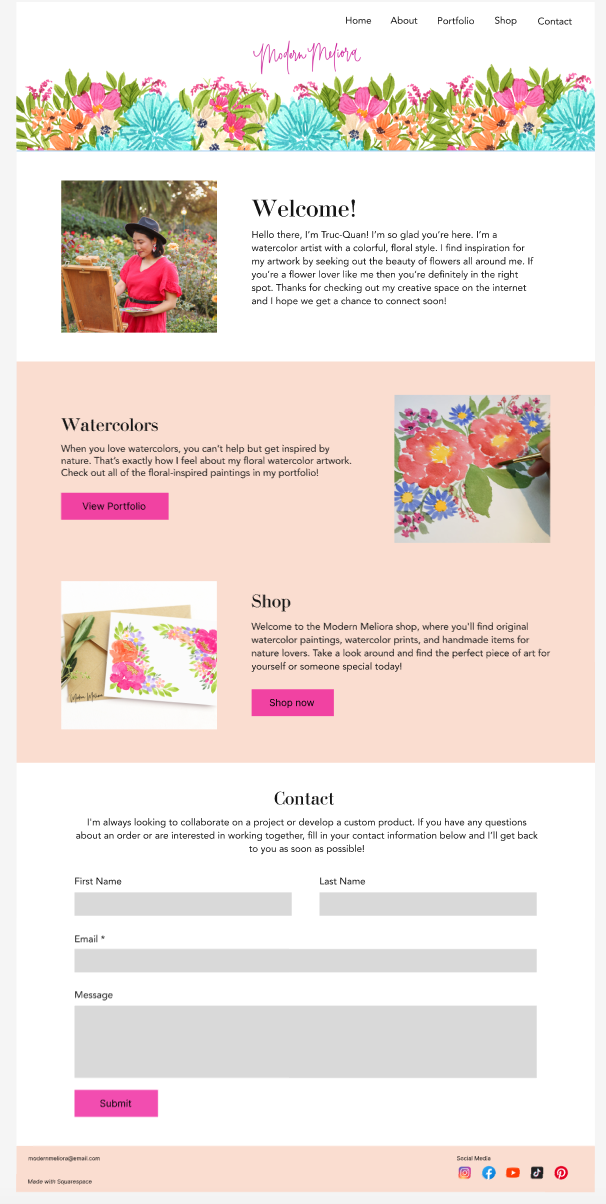 Home About Portfolio Shop Contact
Modern Meliora
Welcome!
Hello there, I'm Truc-Quan! I'm so glad you're here. I'm a
watercolor artist with a colorful, floral style. I find inspiration for
my artwork by seeking out the beauty of flowers all around me. If
you're a flower lover like me then you're definitely in the right
spot. Thanks for checking out my creative space on the internet
and I hope we get a chance to connect soon!
Watercolors
When you love watercolors, you can't help but get inspired by
nature. That's exactly how I feel about my floral watercolor artwork.
Check out all of the floral-inspired paintings in my portfolio!
View Portfolio
Modern Meliora
Shop
Welcome to the Modern Meliora shop, where you'll find original
watercolor paintings, watercolor prints, and handmade items for
nature lovers. Take a look around and find the perfect piece of art for
yourself or someone special today!
Shop now
Contact
I'm always looking to collaborate on a project or develop a custom product. If you have any questions
about an order or are interested in working together, fill in your contact information below and I'll get back
to you as soon as possible!
First Name Last Name
Email *
Message
Submit
modernmeliora@email.com
Social Media
Made with Squarespace